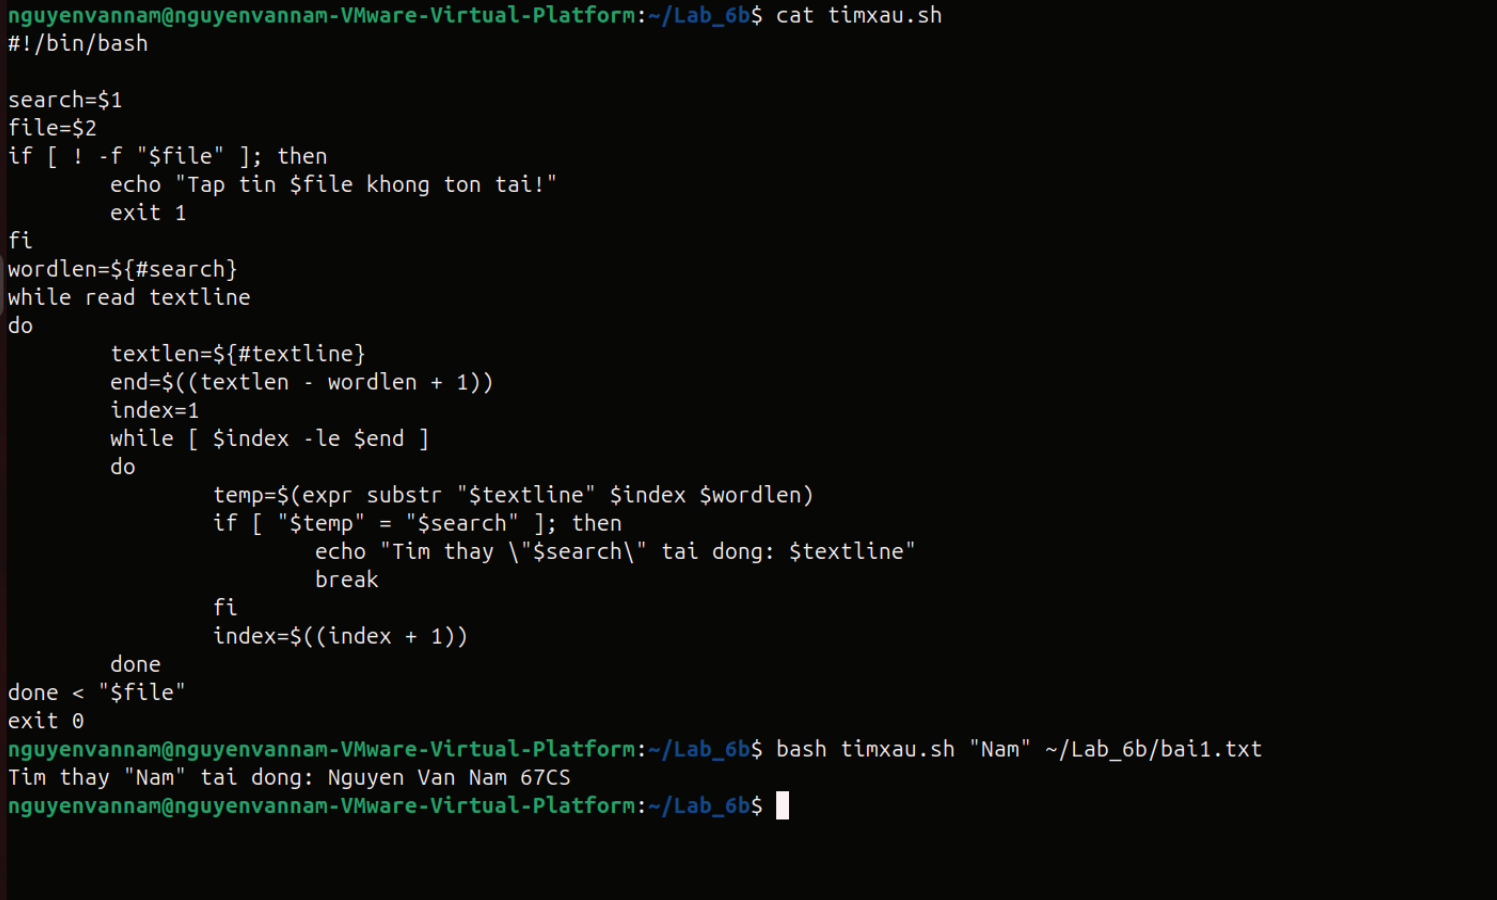 nguyenvannam@nguyenvannam-VMware-Virtual-Platform:~/Lab_6b$ cat timxau.sh
#!/bin/bash

search=$1
file=$2
if [ ! -f "$file" ]; then
        echo "Tap tin $file khong ton tai!"
        exit 1
fi
wordlen=${#search}
while read textline
do
        textlen=${#textline}
        end=$((textlen - wordlen + 1))
        index=1
        while [ $index -le $end ]
        do
                temp=$(expr substr "$textline" $index $wordlen)
                if [ "$temp" = "$search" ]; then
                        echo "Tim thay \"$search\" tai dong: $textline"
                        break
                fi
                index=$((index + 1))
        done
done < "$file"
exit 0
nguyenvannam@nguyenvannam-VMware-Virtual-Platform:~/Lab_6b$ bash timxau.sh "Nam" ~/Lab_6b/bai1.txt
Tim thay "Nam" tai dong: Nguyen Van Nam 67CS
nguyenvannam@nguyenvannam-VMware-Virtual-Platform:~/Lab_6b$